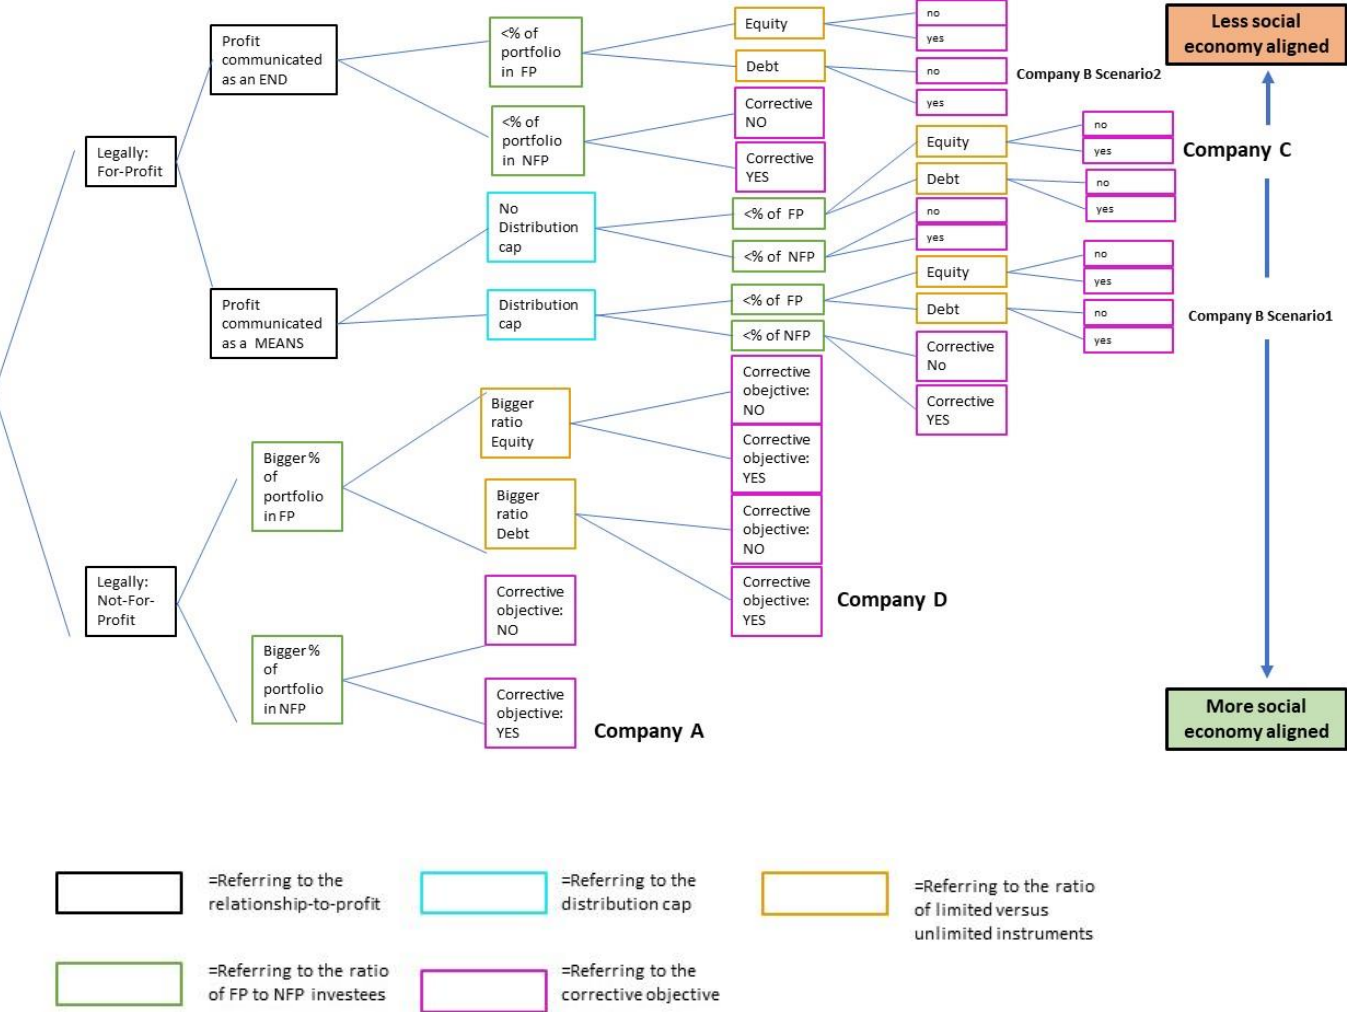 Profit
communicated
as an END
<% of
portfolio
in  FP
Equity
no
yes
Less social
economy aligned
Debt
no
yes
Company B Scenario2
<% of
portfolio
in NFP
Corrective
NO
Corrective
YES
Legally:
For-Profit
Equity
no
yes
Company C
Debt
no
yes
No
Distribution
cap
<% of FP
<% of NFP
no
yes
Profit
communicated
as a MEANS
Distribution
cap
<% of FP
<% of NFP
Equity
no
yes
Debt
no
yes
Company B Scenario1
Corrective
No
Corrective
YES
Bigger
ratio
Equity
Corrective
obejctive:
NO
Corrective
objective:
YES
Bigger %
of
portfolio
in FP
Bigger
ratio
Debt
Corrective
objective:
NO
Corrective
objective:
YES
Company D
Legally:
Not-For-
Profit
Corrective
objective:
NO
Bigger %
of
portfolio
in NFP
Corrective
objective:
YES
Company A
More social
economy aligned
=Referring to the
relationship-to-profit
=Referring to the
distribution cap
=Referring to the ratio
of limited versus
unlimited instruments
=Referring to the ratio
of FP to NFP investees
=Referring to the
corrective objective